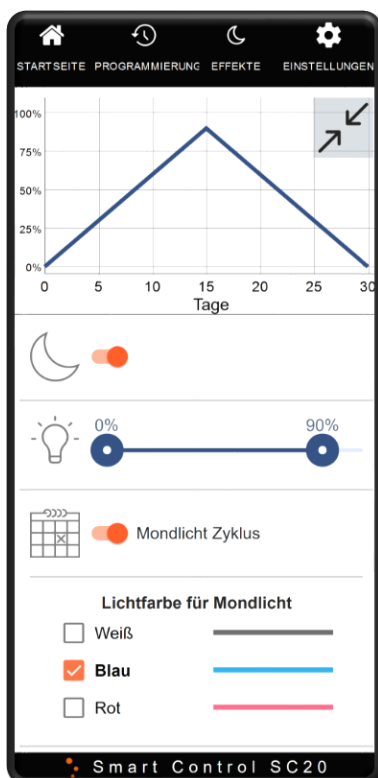 STARTSEITE PROGRAMMIERUNG EFFEKTE EINSTELLUNGEN
100%
75%
50%
25%
0%
0 5 10 15 20 25 30
Tage
0% 90%
Mondlicht Zyklus
Lichtfarbe für Mondlicht
Weiß
Blau
Rot
Smart Control SC20